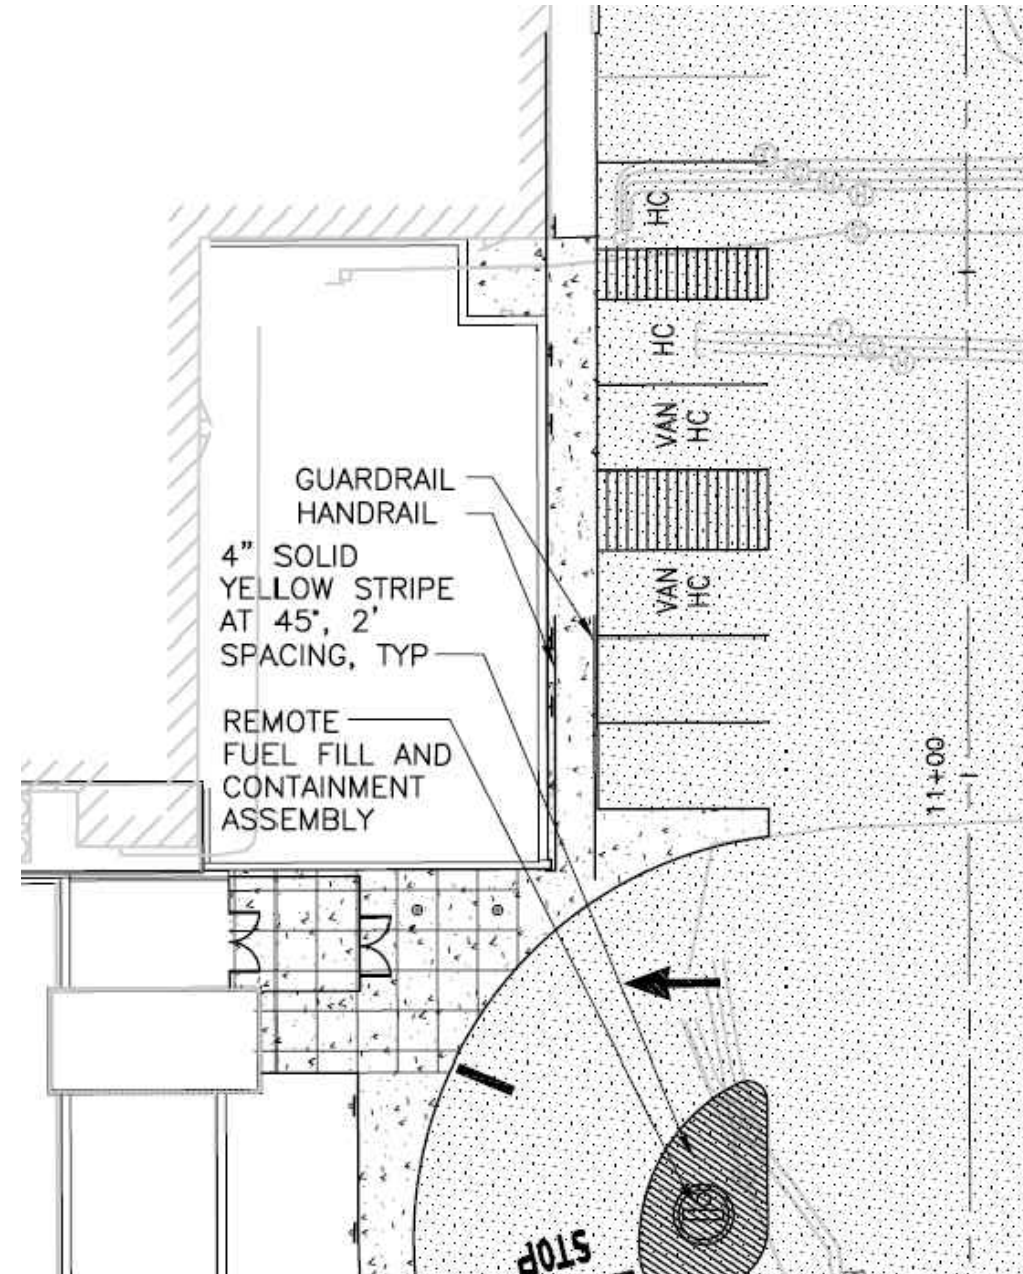 HC
HC
VAN
HC
GUARDRAIL
HANDRAIL
4" SOLID
YELLOW STRIPE
AT 45°, 2'
SPACING, TYP
VAN
HC
REMOTE
FUEL FILL AND
CONTAINMENT
ASSEMBLY
11+00
STOP